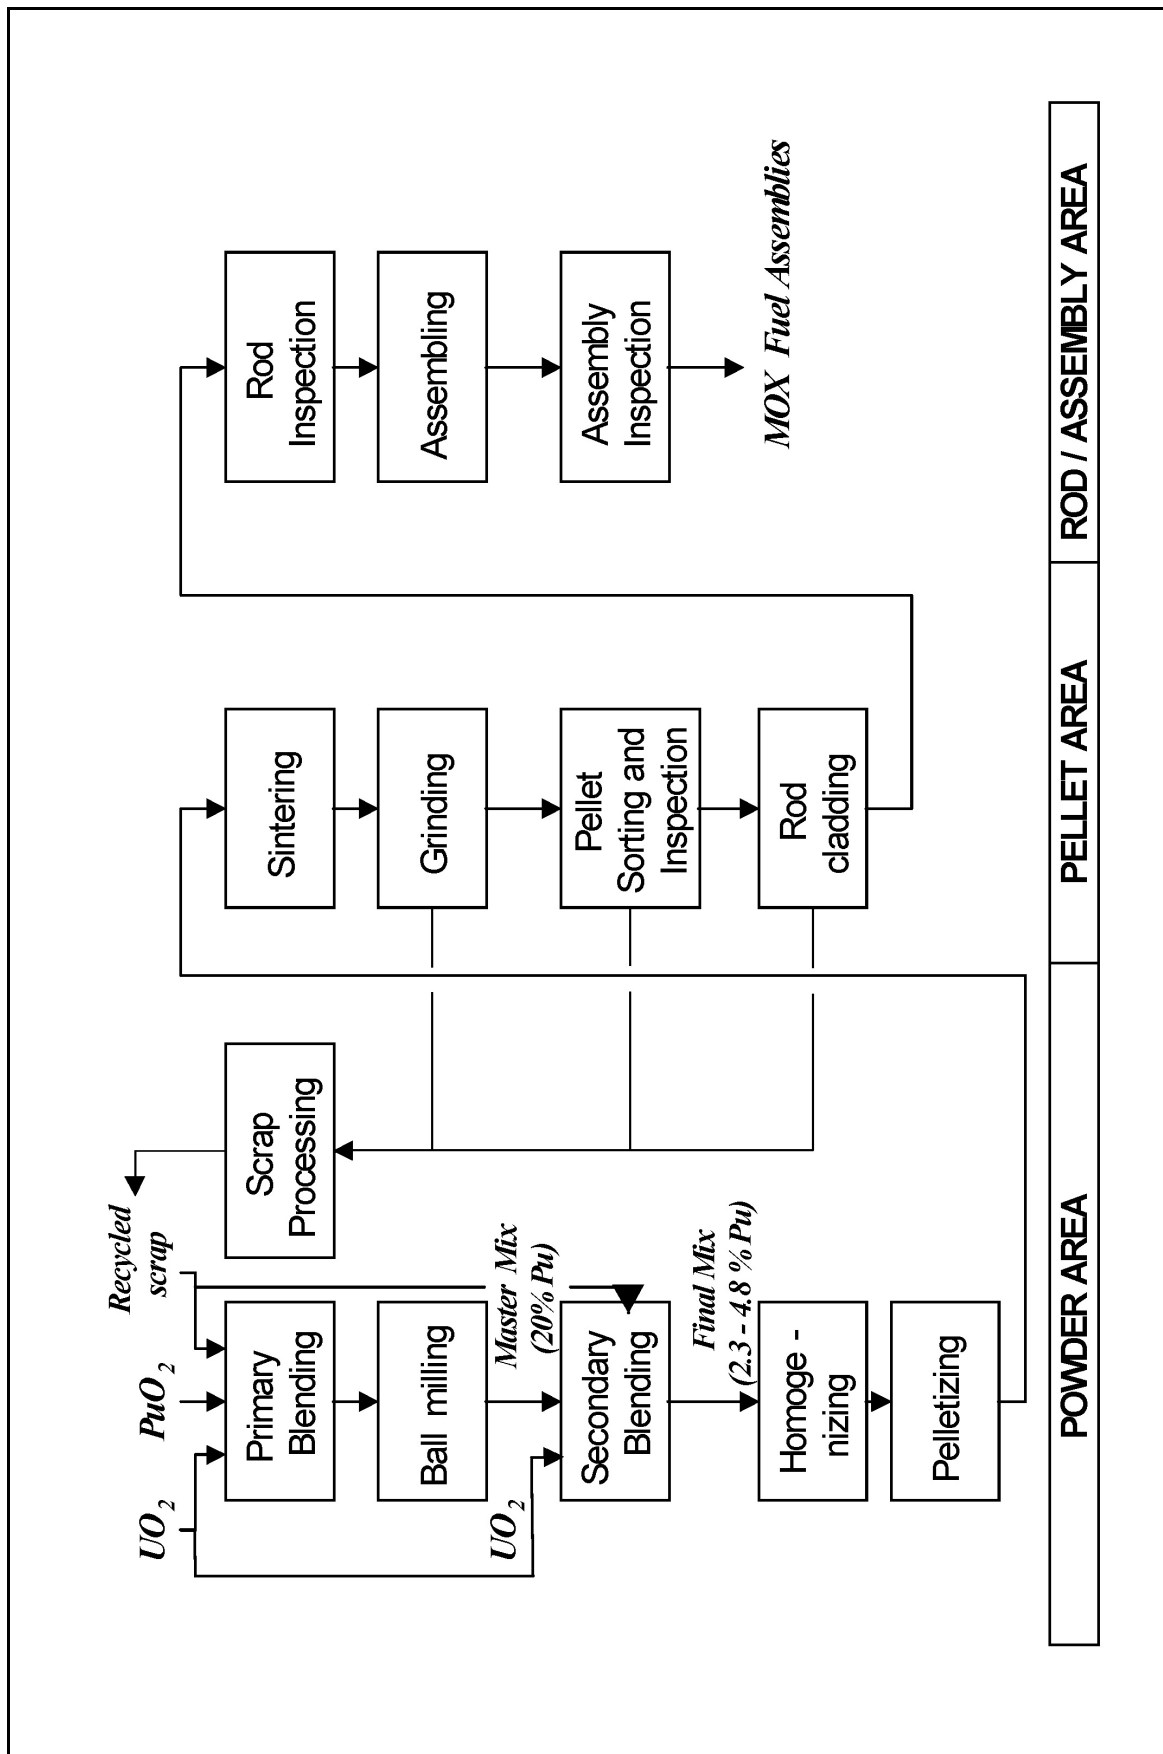 UO2
PuO2
Recycled
scrap
Primary
Blending
Ball milling
UO2
Master Mix
(20% Pu)
Secondary
Blending
Final Mix
(2.3 - 4.8 % Pu)
Homoge -
nizing
Pelletizing
Scrap
Processing
Sintering
Grinding
Pellet
Sorting and
Inspection
Rod
cladding
Rod
Inspection
Assembling
Assembly
Inspection
MOX Fuel Assemblies
POWDER AREA
PELLET AREA
ROD / ASSEMBLY AREA